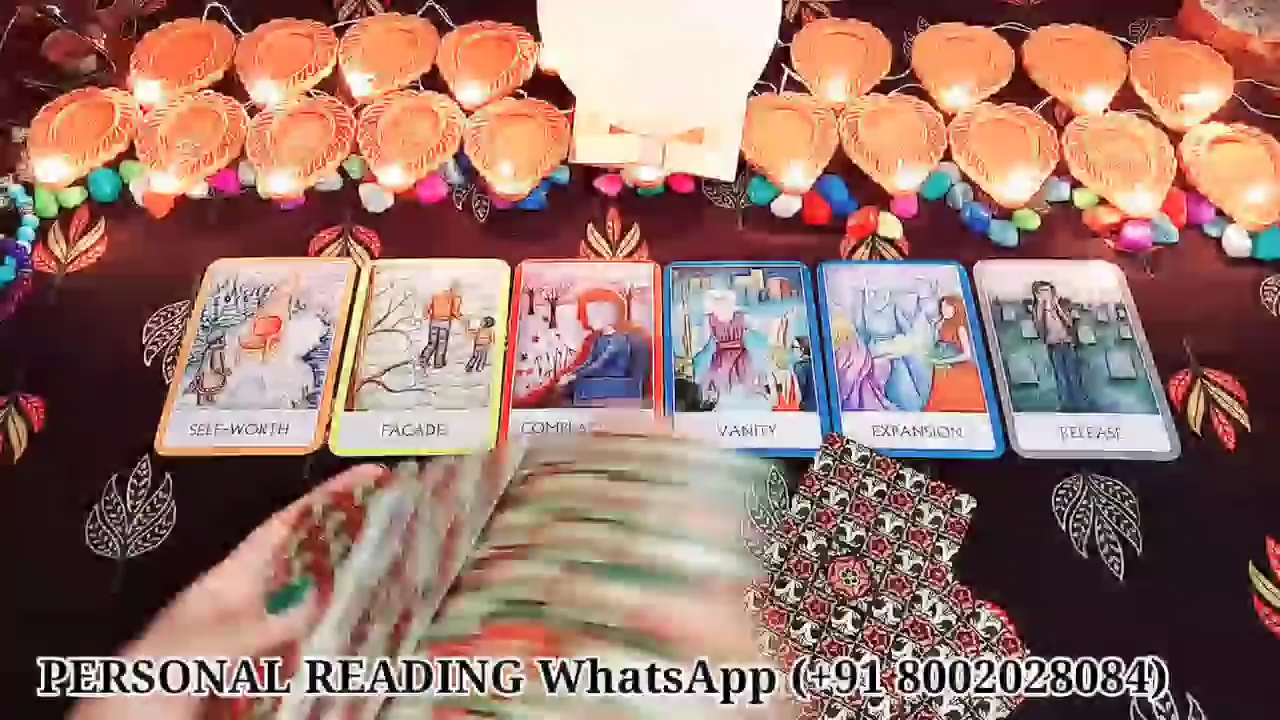 SELF-WORTH
FACADE
VANITY
EXPANSION
RELEASE
PERSONAL READING WhatsApp (+91 8002028084)